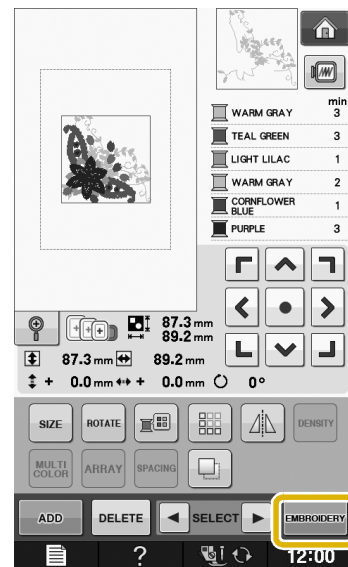 min
WARM GRAY 3
TEAL GREEN 3
LIGHT LILAC 1
WARM GRAY 2
CORNFLOWER
BLUE 1
PURPLE 3
87.3 mm
89.2 mm
87.3 mm 89.2 mm
+ 0.0 mm + 0.0 mm 0°
SIZE ROTATE DENSITY
MULTI
COLOR ARRAY SPACING
ADD DELETE SELECT EMBROIDERY
? 12:00